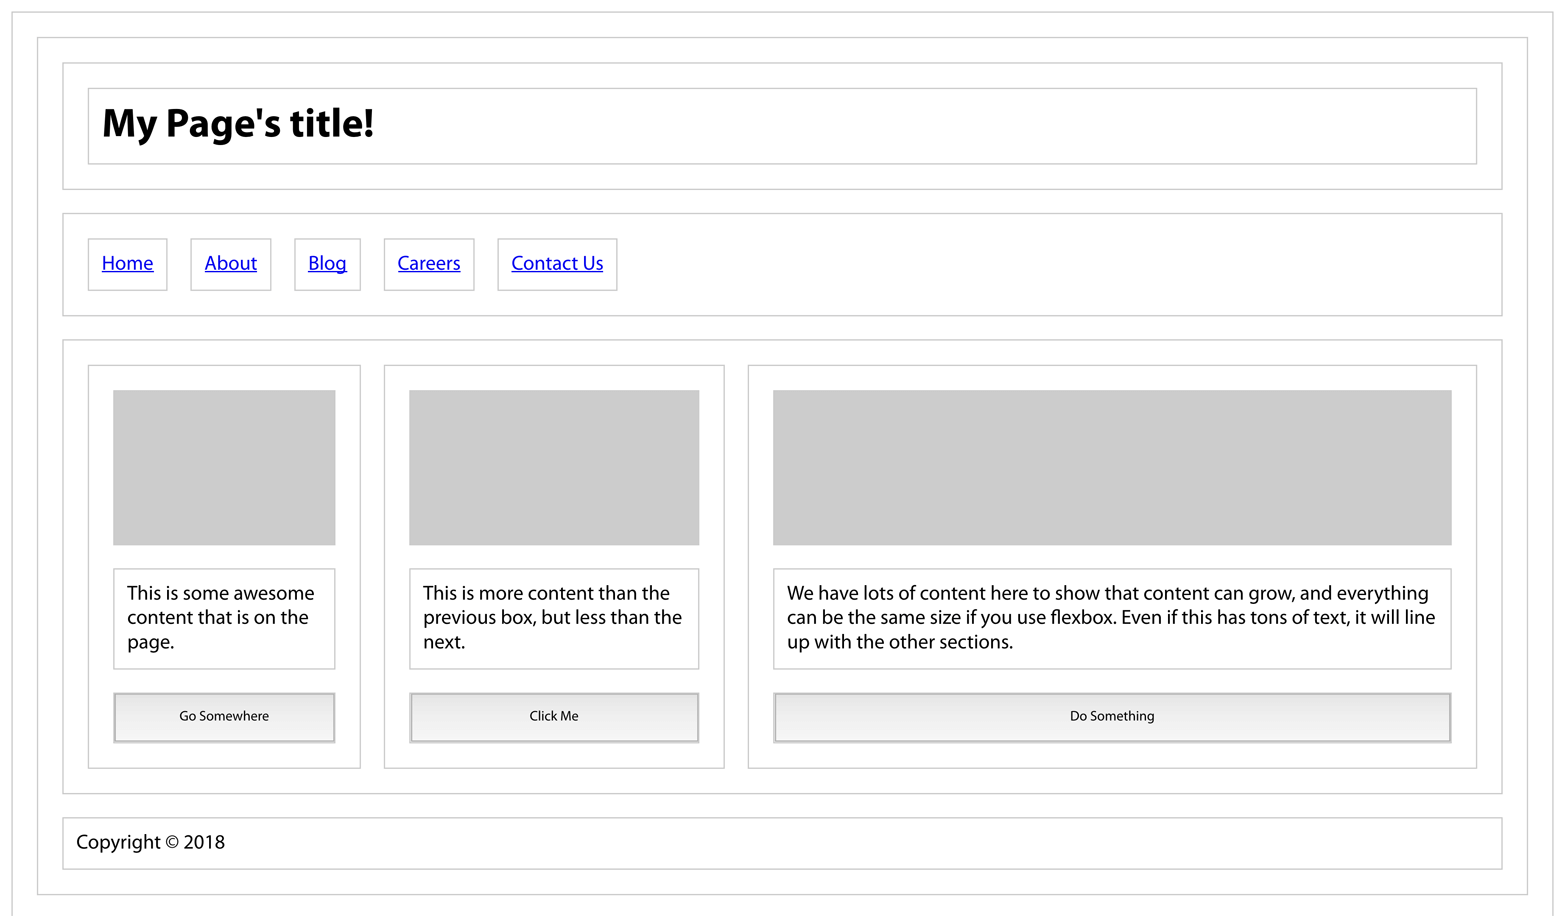 My Page's title!
Home About Blog Careers Contact Us
This is some awesome
content that is on the
page.
This is more content than the
previous box, but less than the
next.
We have lots of content here to show that content can grow, and everything
can be the same size if you use flexbox. Even if this has tons of text, it will line
up with the other sections.
Go Somewhere
Click Me
Do Something
Copyright © 2018